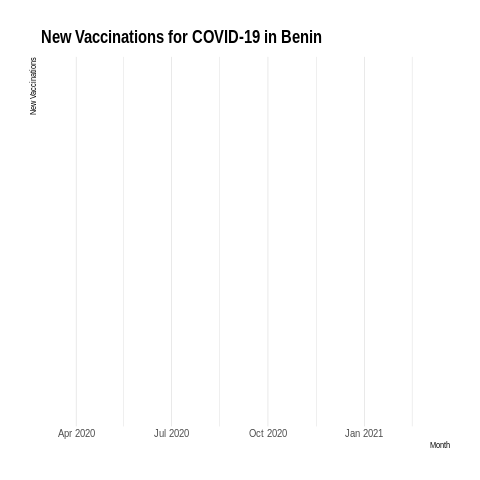 New Vaccinations for COVID-19 in Benin
New Vaccinations
Apr 2020
Jul 2020
Oct 2020
Jan 2021
Month